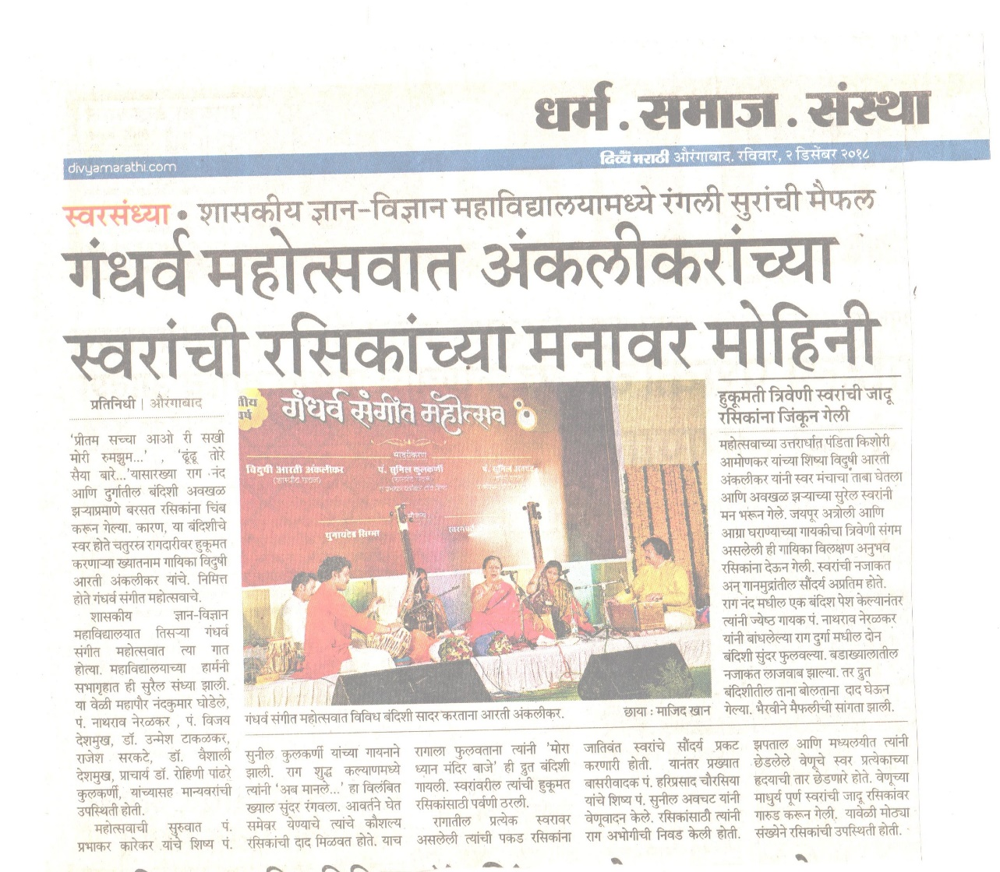 धर्म . समाज . संस्था
divyamarathi.com
दिव्य मराठी औरंगाबाद. रविवार, २ डिसेंबर २०१८
स्वरसंध्या • शासकीय ज्ञान-विज्ञान महाविद्यालयामध्ये रंगली सुरांची मैफल
गंधर्व महोत्सवात अंकलीकरांच्या
स्वरांची रसिकांच्या मनावर मोहिनी
प्रतिनिधी | औरंगाबाद
'प्रीतम सच्चा आओ री सखी
मोरी रुमझुम...' , 'ढूंढू तोरे
सैया बारे...'यासारख्या राग नंद
आणि दुर्गातील बंदिशी अवखळ
झऱ्याप्रमाणे बरसत रसिकांना चिंब
करून गेल्या. कारण, या बंदिशीचे
स्वर होते चतुरस्त्र रागदारीवर हुकूमत
करणाऱ्या ख्यातनाम गायिका विदुषी
आरती अंकलीकर यांचे. निमित्त
होते गंधर्व संगीत महोत्सवाचे.
शासकीय ज्ञान-विज्ञान
महाविद्यालयात तिसऱ्या गंधर्व
संगीत महोत्सवात त्या गात
होत्या. महाविद्यालयाच्या हार्मनी
सभागृहात ही सुरैल संध्या झाली.
या वेळी महापौर नंदकुमार घोडेले,
पं. नाथराव नेरळकर , पं. विजय
देशमुख, डॉ. उन्मेश टाकळकर,
राजेश सरकटे, डॉ. वैशाली
देशमुख, प्राचार्य डॉ. रोहिणी पांढरे
कुलकर्णी, यांच्यासह मान्यवरांची
उपस्थिती होती.
महोत्सवाची सुरुवात पं.
प्रभाकर कारेकर यांचे शिष्य पं.
गंधर्व संगीत महोत्सव
विदुषी आरती अंकलीकर
पं. सुनिल कुलकर्णी
युनायटेड सिग्मा
गंधर्व संगीत महोत्सवात विविध बंदिशी सादर करताना आरती अंकलीकर. छाया : माजिद खान
सुनील कुलकर्णी यांच्या गायनाने
झाली. राग शुद्ध कल्याणमध्ये
त्यांनी 'अब मानले...' हा विलंबित
ख्याल सुंदर रंगवला. आवर्तने घेत
समेवर येण्याचे त्यांचे कौशल्य
रसिकांची दाद मिळवत होते. याच
रागाला फुलवताना त्यांनी 'मोरा
ध्यान मंदिर बाजे' ही द्रुत बंदिशी
गायली. स्वरांवरील त्यांची हुकूमत
रसिकांसाठी पर्वणी ठरली.
रागातील प्रत्येक स्वरावर
असलेली त्यांची पकड रसिकांना
जातिवंत स्वरांचे सौंदर्य प्रकट
करणारी होती. यानंतर प्रख्यात
बासरीवादक पं. हरिप्रसाद चौरसिया
यांचे शिष्य पं. सुनील अवचट यांनी
वेणूवादन केले. रसिकांसाठी त्यांनी
राग अभोगीची निवड केली होती.
झपताल आणि मध्यलयीत त्यांनी
छेडलेले वेणूचे स्वर प्रत्येकाच्या
हृदयाची तार छेडणारे होते. वेणूच्या
माधुर्य पूर्ण स्वरांची जादू रसिकांवर
गारुड करून गेली. यावेळी मोठ्या
संख्येने रसिकांची उपस्थिती होती.
हुकूमती त्रिवेणी स्वरांची जादू
रसिकांना जिंकून गेली
महोत्सवाच्या उत्तरार्धात पंडिता किशोरी
आमोणकर यांच्या शिष्या विदुषी आरती
अंकलीकर यांनी स्वर मंचाचा ताबा घेतला
आणि अवखळ झऱ्याच्या सुरेल स्वरांनी
मन भरून गेले. जयपूर अत्रोली आणि
आग्रा घराण्याच्या गायकीचा त्रिवेणी संगम
असलेली ही गायिका विलक्षण अनुभव
रसिकांना देऊन गेली. स्वरांची नजाकत
अन् गानमुद्रांतील सौंदर्य अप्रतिम होते.
राग नंद मधील एक बंदिश पेश केल्यानंतर
त्यांनी ज्येष्ठ गायक पं. नाथराव नेरळकर
यांनी बांधलेल्या राग दुर्गा मधील दोन
बंदिशी सुंदर फुलवल्या. बडाख्यालातील
नजाकत लाजवाब झाल्या. तर द्रुत
बंदिशीतील ताना बोलताना दाद घेऊन
गेल्या. भैरवीने मैफलीची सांगता झाली.